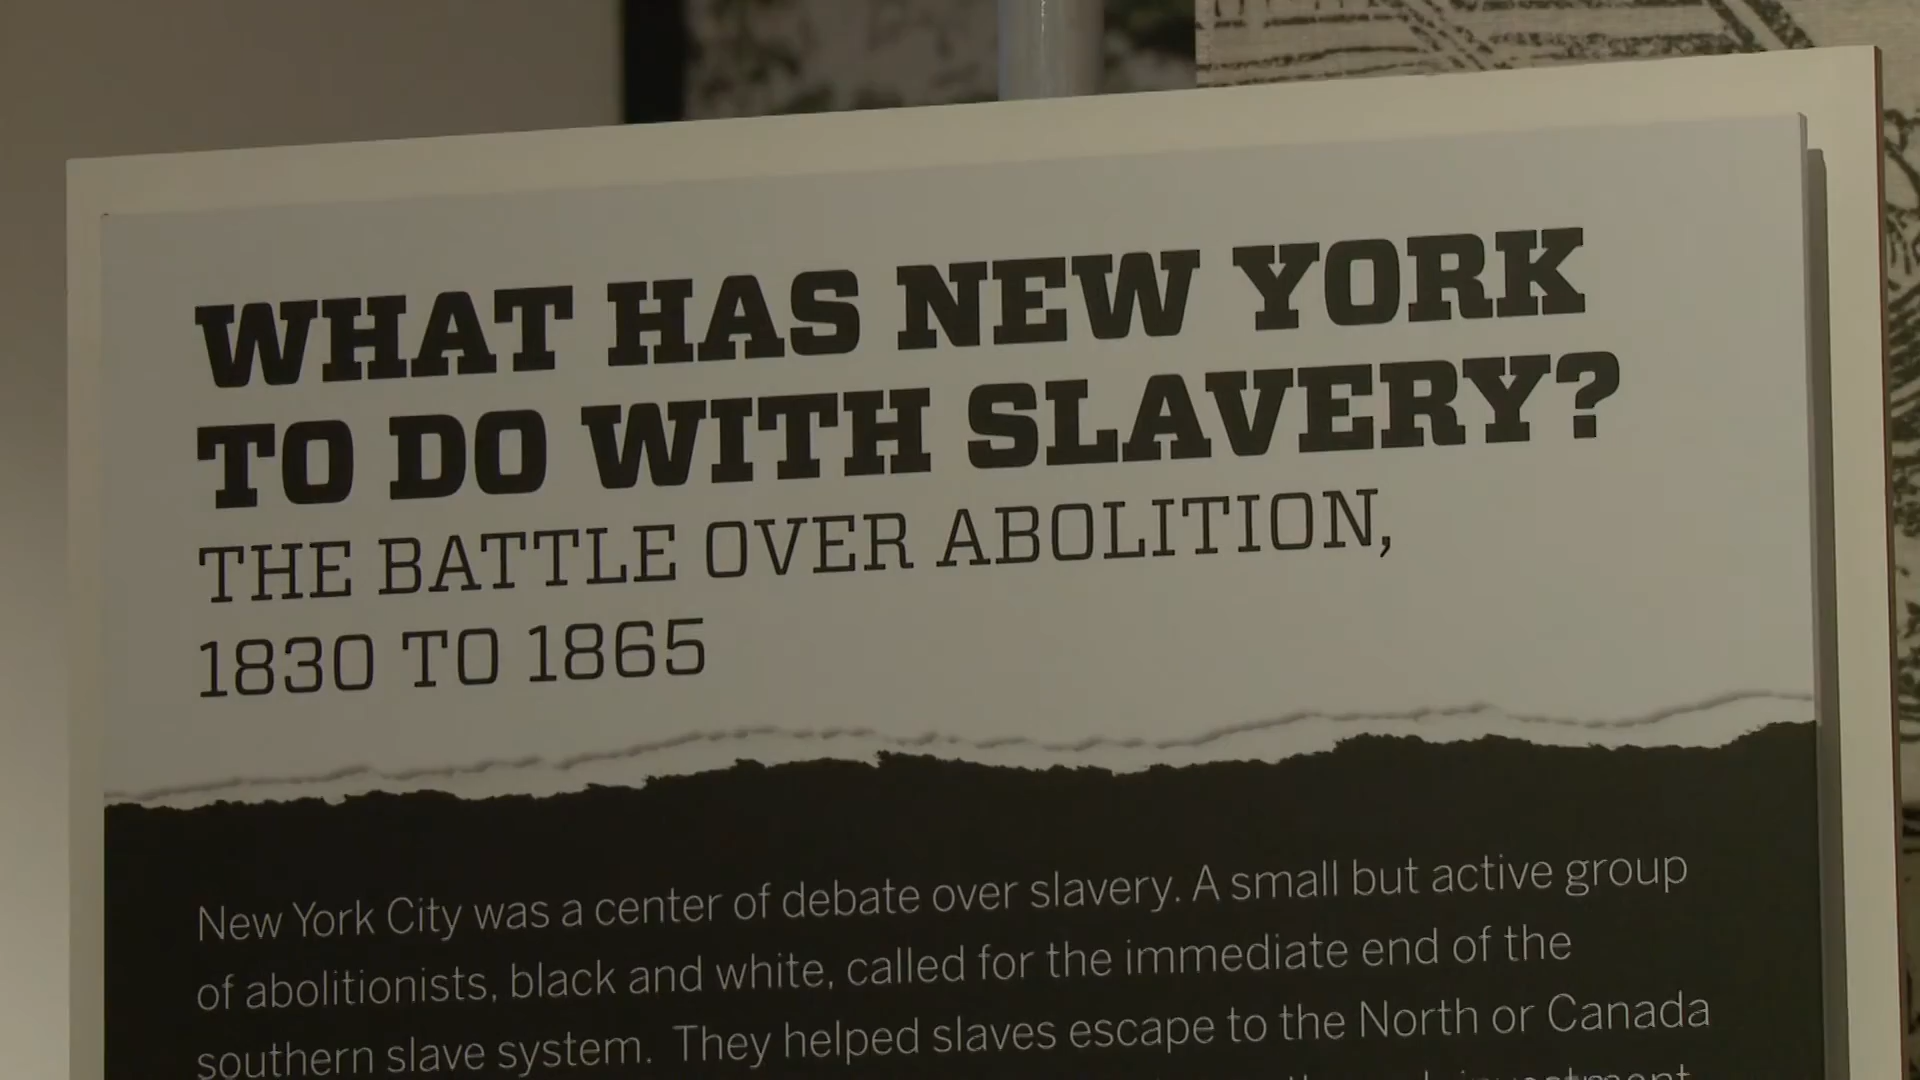 WHAT HAS NEW YORK
TO DO WITH SLAVERY?
THE BATTLE OVER ABOLITION,
1830 TO 1865
New York City was a center of debate over slavery. A small but active group
of abolitionists, black and white, called for the immediate end of the
southern slave system. They helped slaves escape to the North or Canada